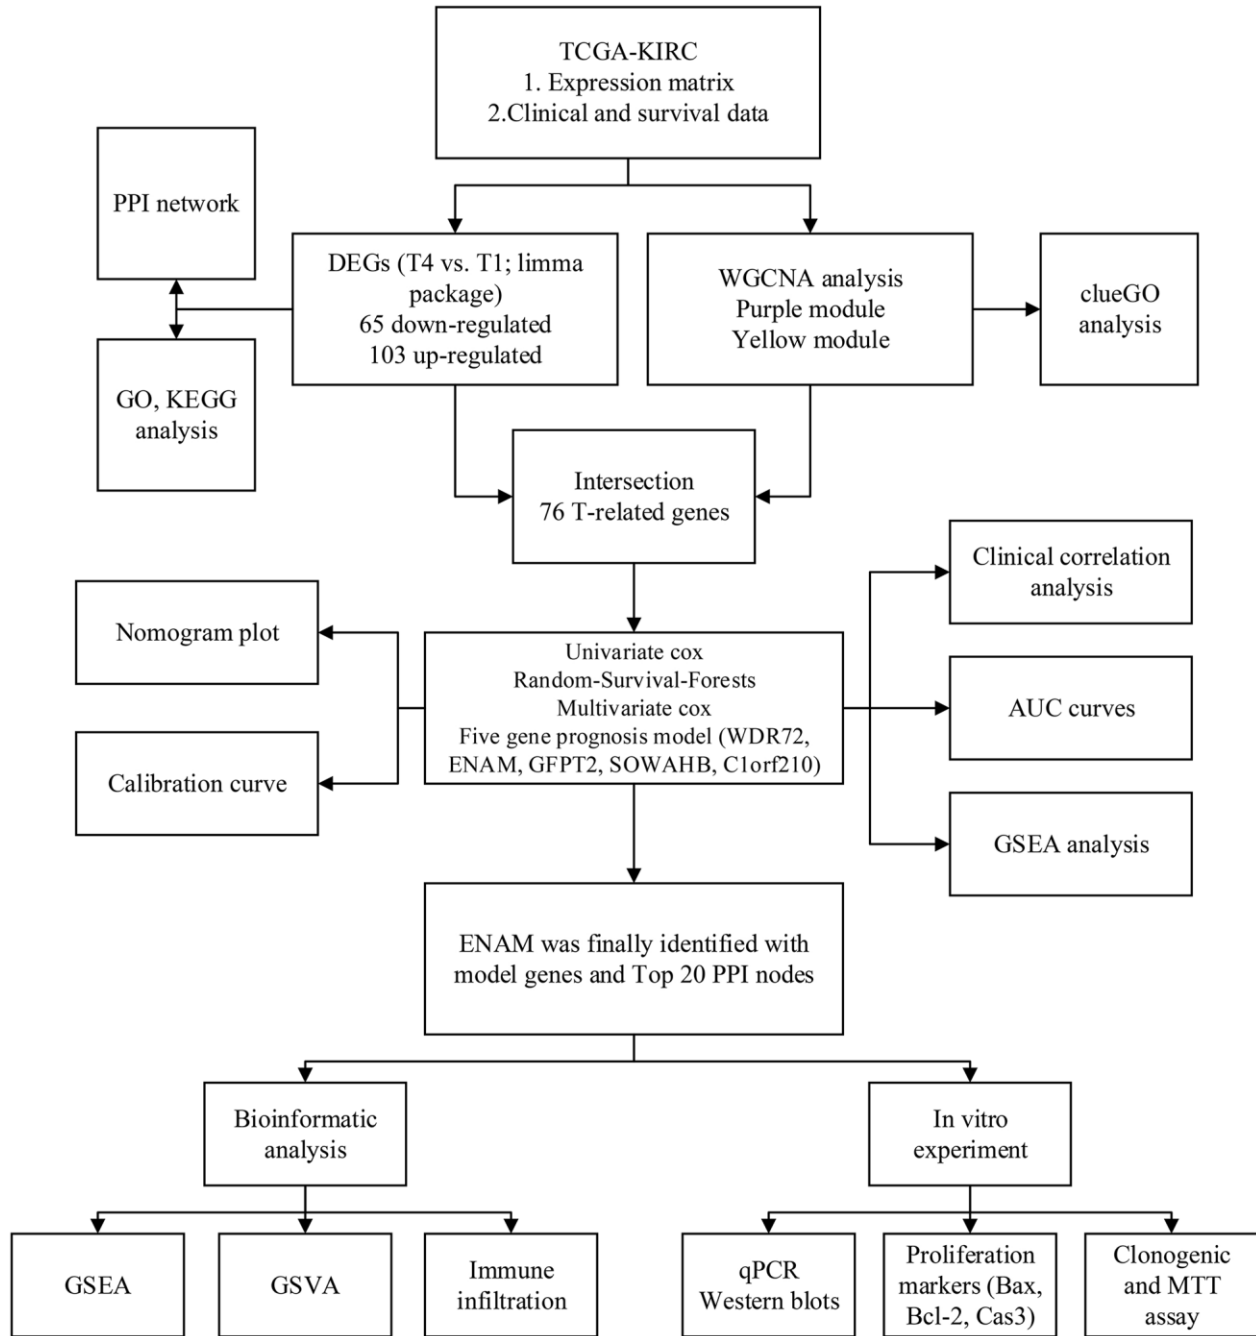 TCGA-KIRC
1. Expression matrix
2.Clinical and survival data
PPI network
DEGs (T4 vs. T1; limma
package)
65 down-regulated
103 up-regulated
WGCNA analysis
Purple module
Yellow module
clueGO
analysis
GO, KEGG
analysis
Intersection
76 T-related genes
Clinical correlation
analysis
Nomogram plot
Univariate cox
Random-Survival-Forests
Multivariate cox
Five gene prognosis model (WDR72,
ENAM, GFPT2, SOWAHB, C1orf210)
AUC curves
Calibration curve
GSEA analysis
ENAM was finally identified with
model genes and Top 20 PPI nodes
Bioinformatic
analysis
In vitro
experiment
GSEA
GSVA
Immune
infiltration
qPCR
Western blots
Proliferation
markers (Bax,
Bcl-2, Cas3)
Clonogenic
and MTT
assay